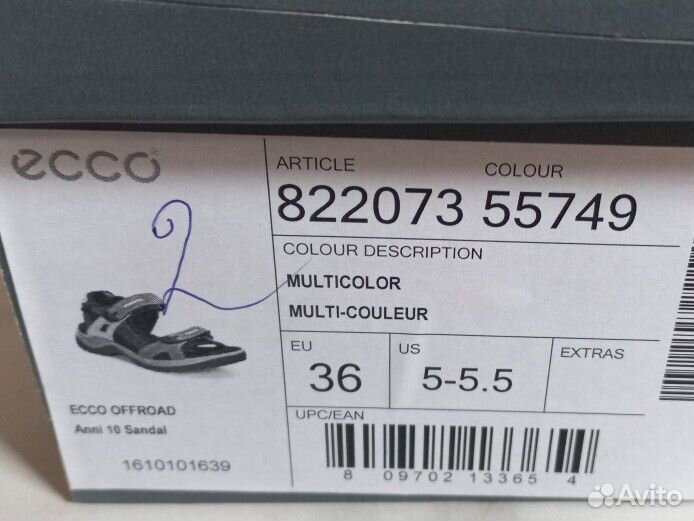 ecco
ARTICLE COLOUR
822073 55749
COLOUR DESCRIPTION
MULTICOLOR
MULTI-COULEUR
EU US EXTRAS
36 5-5.5
ECCO OFFROAD
Anni 10 Sandal
1610101639
UPC/EAN
8 09702 13365 4
2
Avito